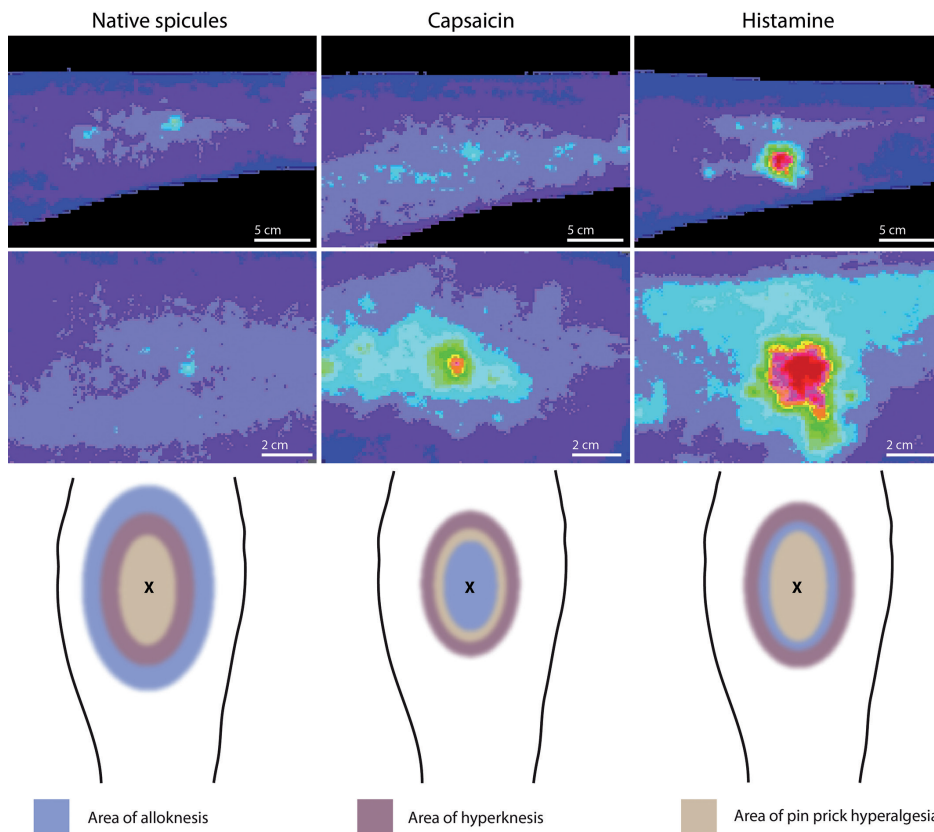 Native spicules
Capsaicin
Histamine
5 cm
5 cm
5 cm
2 cm
2 cm
2 cm
X
X
X
Area of alloknesis
Area of hyperknesis
Area of pin prick hyperalgesia